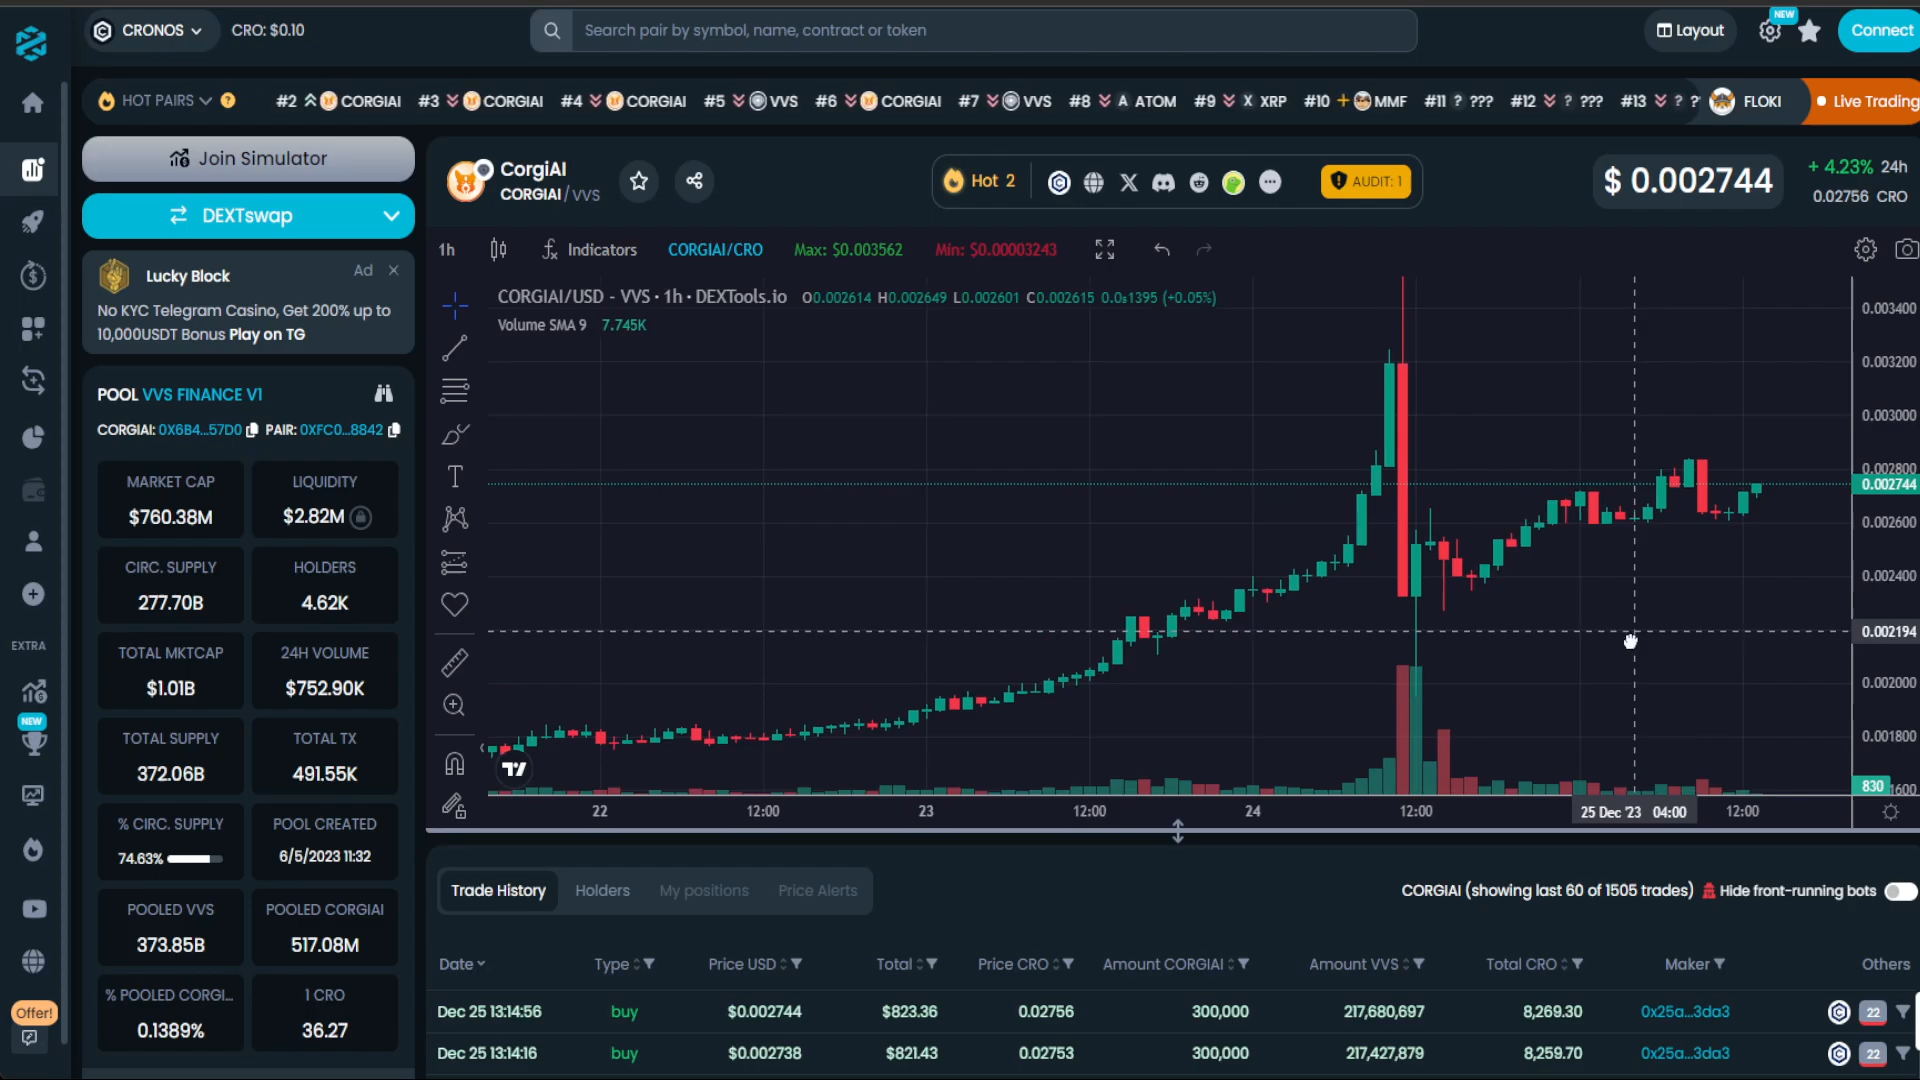 CRONOS CRO: $0.10
Search pair by symbol, name, contract or token
NEW
Layout
Connect
HOT PAIRS ? #2 CORGIAI #3 CORGIAI #4 CORGIAI #5 VVS #6 CORGIAI #7 VVS #8 A ATOM #9 X XRP #10 MMF #11 ? ??? #12 ? ??? #13 ? ? FLOKI Live Trading
Join Simulator
DEXTswap
Lucky Block Ad
No KYC Telegram Casino, Get 200% up to
10,000USDT Bonus Play on TG
POOL VVS FINANCE V1
CORGIAI: 0X6B4...57D0 PAIR: 0XFC0...8842
MARKET CAP LIQUIDITY
$760.38M $2.82M
CIRC. SUPPLY HOLDERS
277.70B 4.62K
TOTAL MKTCAP 24H VOLUME
$1.01B $752.90K
TOTAL SUPPLY TOTAL TX
372.06B 491.55K
% CIRC. SUPPLY POOL CREATED
74.63% 6/5/2023 11:32
POOLED VVS POOLED CORGIAI
373.85B 517.08M
% POOLED CORGI... 1 CRO
0.1389% 36.27
EXTRA
NEW
Offer!
CorgiAI
CORGIAI/VVS
Hot 2
AUDIT: 1
$ 0.002744
+ 4.23% 24h
0.02756 CRO
1h Indicators CORGIAI/CRO Max: $0.003562 Min: $0.00003243
CORGIAI/USD - VVS · 1h · DEXTools.io O0.002614 H0.002649 L0.002601 C0.002615 0.0₅1395 (+0.05%)
Volume SMA 9 7.745K
0.003400
0.003200
0.003000
0.002800
0.002744
0.002600
0.002400
0.002194
0.002000
0.001800
830
1600
22 12:00 23 12:00 24 12:00 25 Dec '23 04:00 12:00
Trade History Holders My positions Price Alerts
CORGIAI (showing last 60 of 1505 trades) Hide front-running bots
Date Type Price USD Total Price CRO Amount CORGIAI Amount VVS Total CRO Maker Others
Dec 25 13:14:56 buy $0.002744 $823.36 0.02756 300,000 217,680,697 8,269.30 0x25a...3da3 22
Dec 25 13:14:16 buy $0.002738 $821.43 0.02753 300,000 217,427,879 8,259.70 0x25a...3da3 22